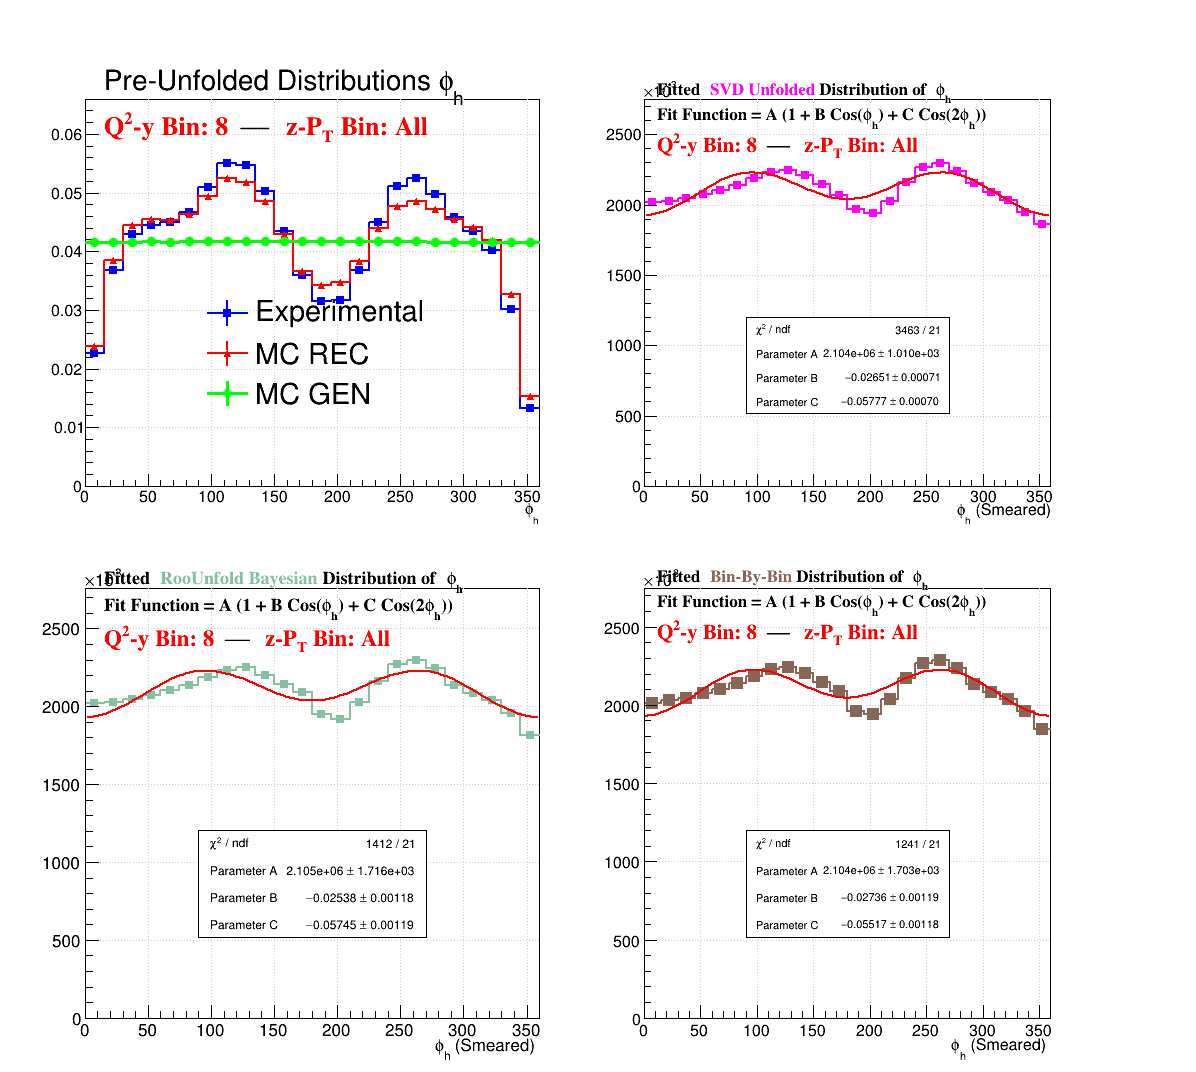 Pre-Unfolded Distributions ϕh
Q²-y Bin: 8 — z-PT Bin: All
0.06
0.05
0.04
0.03
0.02
0.01
0
Experimental
MC REC
MC GEN
0 50 100 150 200 250 300 350
ϕh
Fitted SVD Unfolded Distribution of ϕh
Fit Function = A (1 + B Cos(ϕh) + C Cos(2ϕh))
Q²-y Bin: 8 — z-PT Bin: All
2500
2000
1500
1000
500
0
χ² / ndf 3463 / 21
Parameter A 2.104e+06 ± 1.010e+03
Parameter B −0.02651 ± 0.00071
Parameter C −0.05777 ± 0.00070
0 50 100 150 200 250 300 350
ϕh (Smeared)
Fitted RooUnfold Bayesian Distribution of ϕh
Fit Function = A (1 + B Cos(ϕh) + C Cos(2ϕh))
Q²-y Bin: 8 — z-PT Bin: All
2500
2000
1500
1000
500
0
χ² / ndf 1412 / 21
Parameter A 2.105e+06 ± 1.716e+03
Parameter B −0.02538 ± 0.00118
Parameter C −0.05745 ± 0.00119
0 50 100 150 200 250 300 350
ϕh (Smeared)
Fitted Bin-By-Bin Distribution of ϕh
Fit Function = A (1 + B Cos(ϕh) + C Cos(2ϕh))
Q²-y Bin: 8 — z-PT Bin: All
2500
2000
1500
1000
500
0
χ² / ndf 1241 / 21
Parameter A 2.104e+06 ± 1.703e+03
Parameter B −0.02736 ± 0.00119
Parameter C −0.05517 ± 0.00118
0 50 100 150 200 250 300 350
ϕh (Smeared)